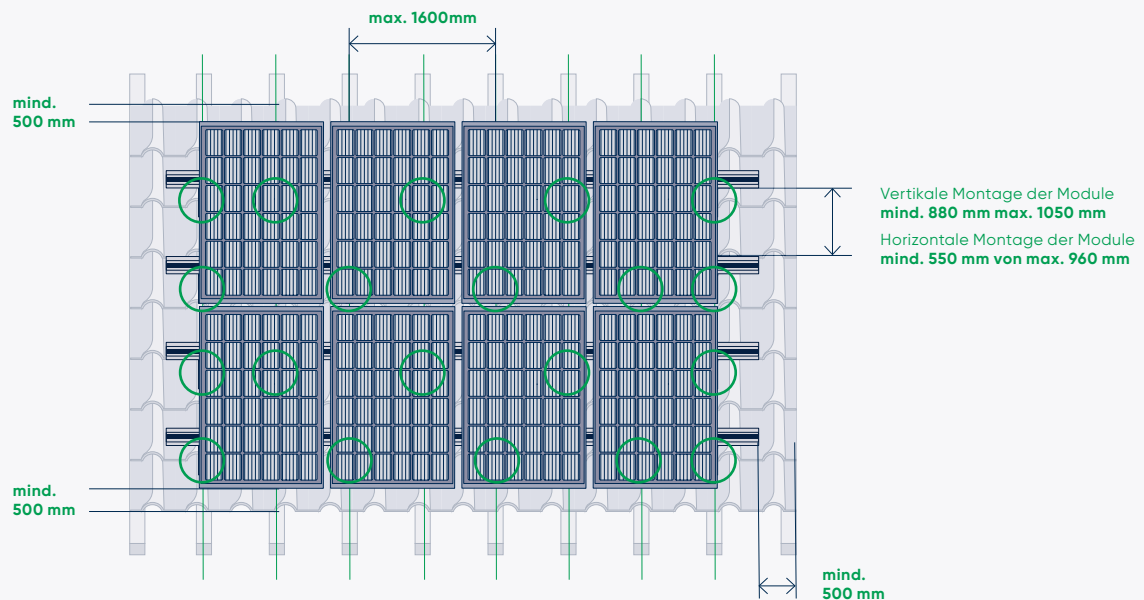 max. 1600mm
mind.
500 mm
Vertikale Montage der Module
mind. 880 mm max. 1050 mm
Horizontale Montage der Module
mind. 550 mm von max. 960 mm
mind.
500 mm
mind.
500 mm